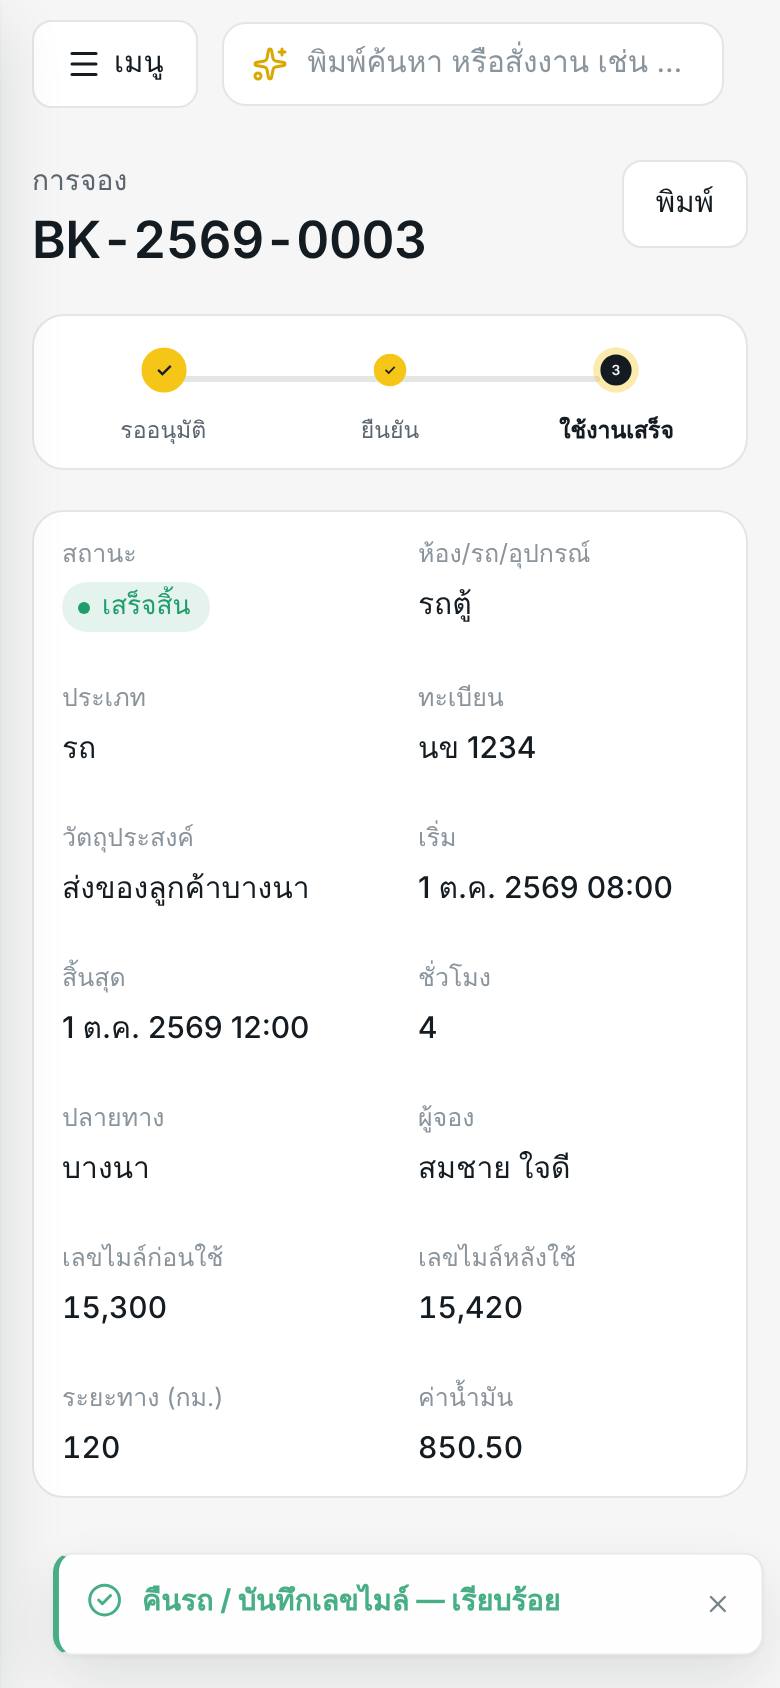 เมนู
พิมพ์ค้นหา หรือสั่งงาน เช่น ...
การจอง
BK-2569-0003
พิมพ์
3
รออนุมัติ ยืนยัน ใช้งานเสร็จ
สถานะ ห้อง/รถ/อุปกรณ์
เสร็จสิ้น รถตู้
ประเภท ทะเบียน
รถ นข 1234
วัตถุประสงค์ เริ่ม
ส่งของลูกค้าบางนา 1 ต.ค. 2569 08:00
สิ้นสุด ชั่วโมง
1 ต.ค. 2569 12:00 4
ปลายทาง ผู้จอง
บางนา สมชาย ใจดี
เลขไมล์ก่อนใช้ เลขไมล์หลังใช้
15,300 15,420
ระยะทาง (กม.) ค่าน้ำมัน
120 850.50
คืนรถ / บันทึกเลขไมล์ — เรียบร้อย